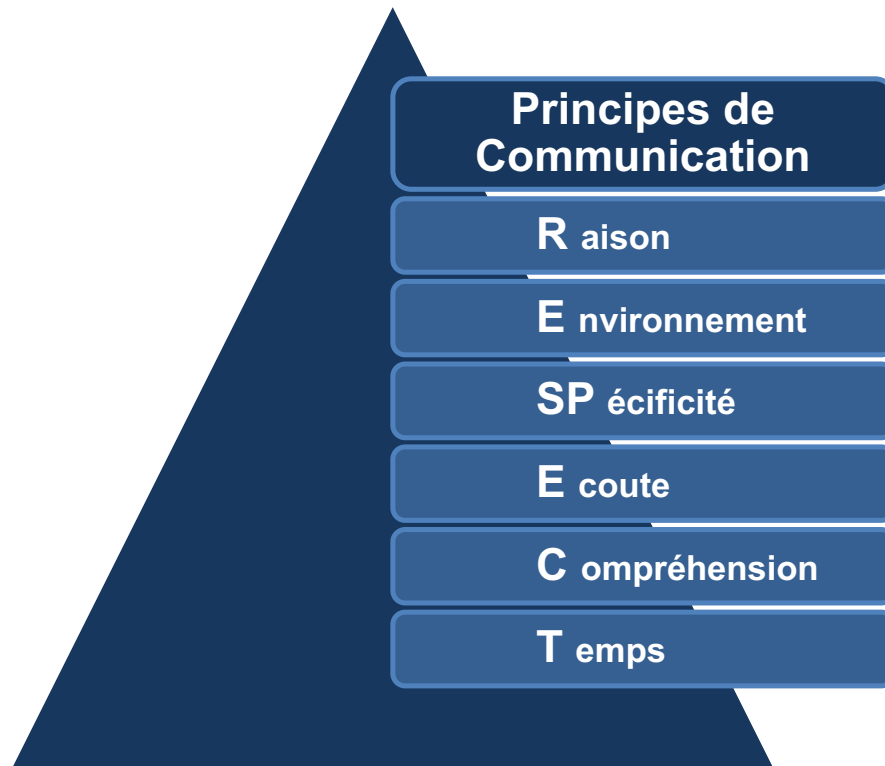 Principes de
Communication
R aison
E nvironnement
SP écificité
E coute
C ompréhension
T emps